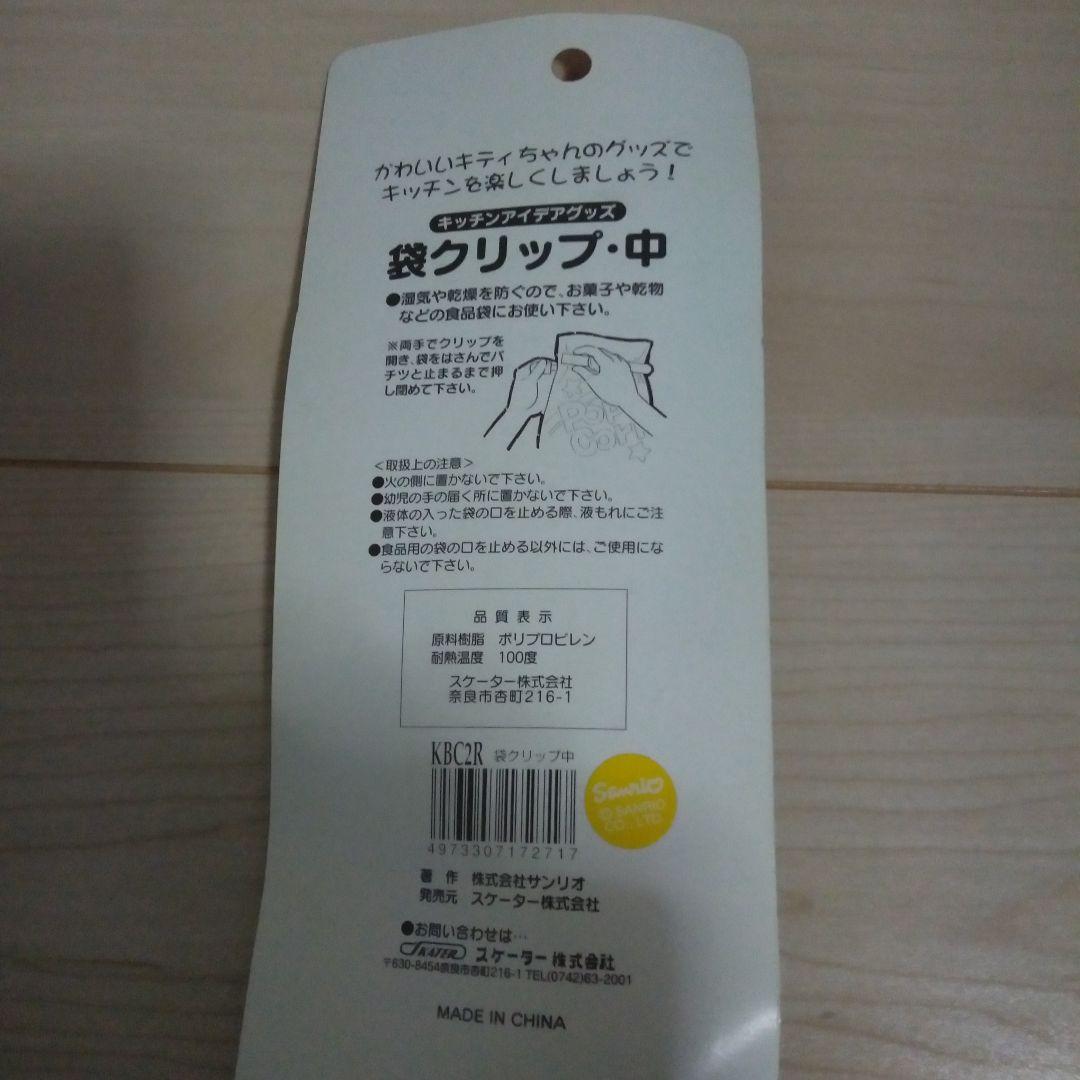 かわいいキティちゃんのグッズで
キッチンを楽しくしましょう!
キッチンアイデアグッズ
袋クリップ・中
●湿気や乾燥を防ぐので、お菓子や乾物
などの食品袋にお使い下さい。
※両手でクリップを
開き、袋をはさんでパ
チツと止まるまで押
し閉めて下さい。
POP
CORN
<取扱上の注意>
●火の側に置かないで下さい。
●幼児の手の届く所に置かないで下さい。
●液体の入った袋の口を止める際、液もれにご注
意下さい。
●食品用の袋の口を止める以外には、ご使用にな
らないで下さい。
品質表示
原料樹脂 ポリプロピレン
耐熱温度 100度
スケーター株式会社
奈良市杏町216-1
KBC2R 袋クリップ中
4973307172717
Sanrio
© SANRIO
CO., LTD.
著作 株式会社サンリオ
発売元 スケーター株式会社
●お問い合わせは…
SKATER スケーター株式会社
〒630-8454奈良市杏町216-1 TEL(0742)63-2001
MADE IN CHINA